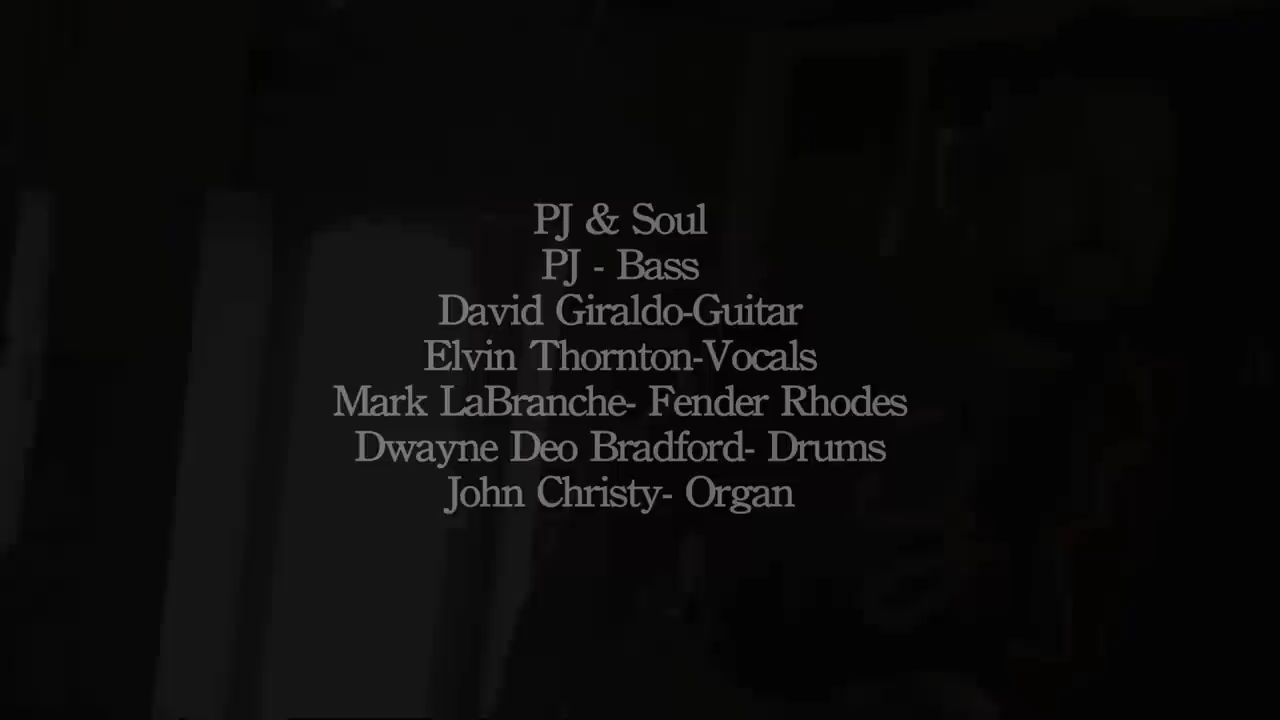 PJ & Soul
PJ - Bass
David Giraldo-Guitar
Elvin Thornton-Vocals
Mark LaBranche- Fender Rhodes
Dwayne Deo Bradford- Drums
John Christy- Organ